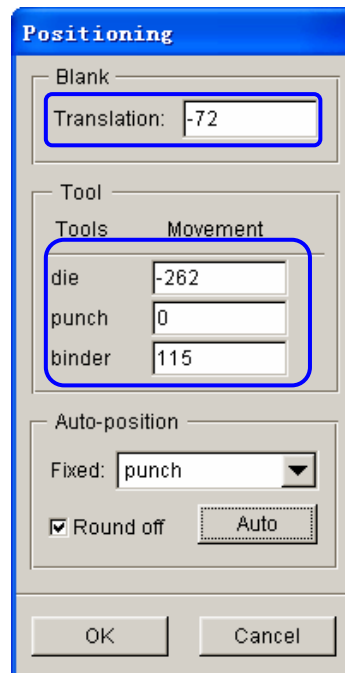 Positioning
Blank
Translation: -72
Tool
Tools Movement
die -262
punch 0
binder 115
Auto-position
Fixed: punch
Round off Auto
OK Cancel